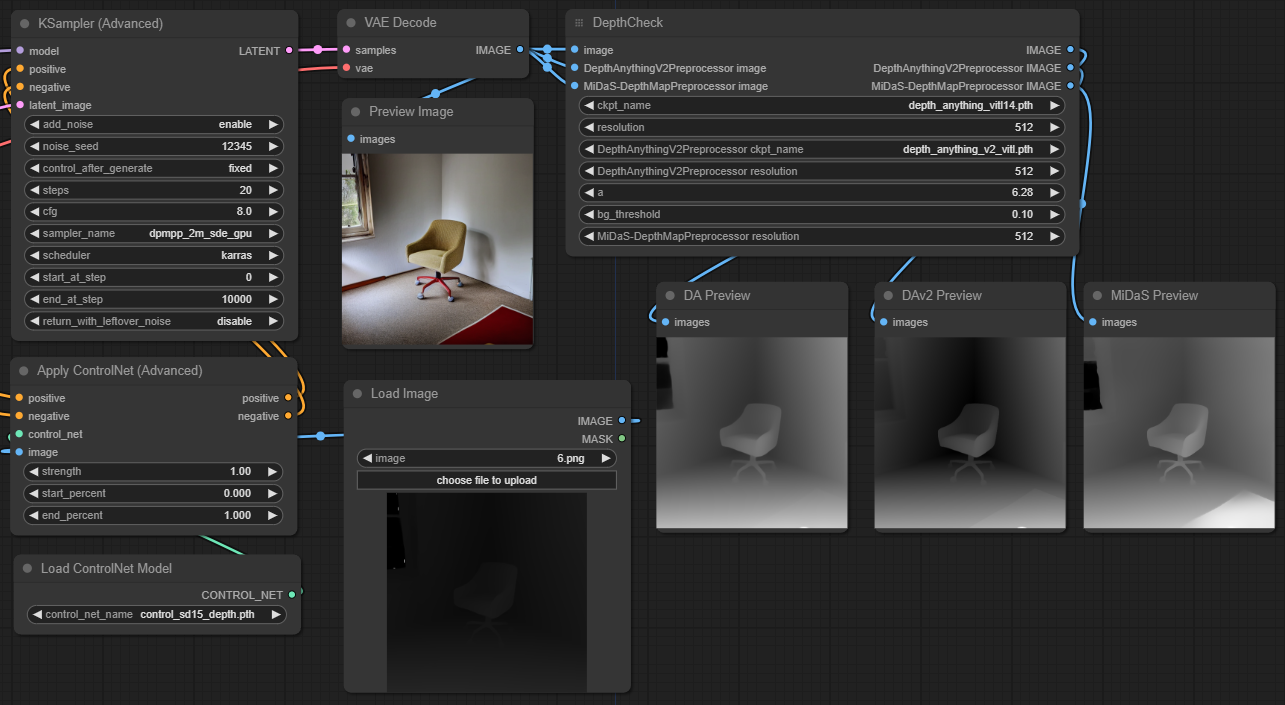 KSampler (Advanced)
model LATENT
positive
negative
latent_image
add_noise enable
noise_seed 12345
control_after_generate fixed
steps 20
cfg 8.0
sampler_name dpmpp_2m_sde_gpu
scheduler karras
start_at_step 0
end_at_step 10000
return_with_leftover_noise disable
VAE Decode
samples IMAGE
vae
Preview Image
images
DepthCheck
image IMAGE
DepthAnythingV2Preprocessor image DepthAnythingV2Preprocessor IMAGE
MiDaS-DepthMapPreprocessor image MiDaS-DepthMapPreprocessor IMAGE
ckpt_name depth_anything_vitl14.pth
resolution 512
DepthAnythingV2Preprocessor ckpt_name depth_anything_v2_vitl.pth
DepthAnythingV2Preprocessor resolution 512
a 6.28
bg_threshold 0.10
MiDaS-DepthMapPreprocessor resolution 512
DA Preview
images
DAv2 Preview
images
MiDaS Preview
images
Apply ControlNet (Advanced)
positive positive
negative negative
control_net
image
strength 1.00
start_percent 0.000
end_percent 1.000
Load Image
IMAGE
MASK
image 6.png
choose file to upload
Load ControlNet Model
CONTROL_NET
control_net_name control_sd15_depth.pth